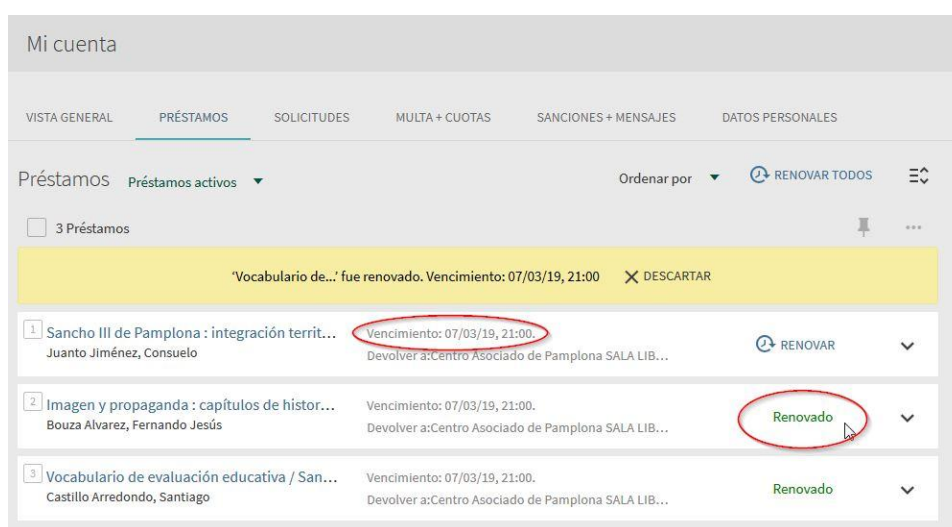 Mi cuenta
VISTA GENERAL PRÉSTAMOS SOLICITUDES MULTA + CUOTAS SANCIONES + MENSAJES DATOS PERSONALES
Préstamos Préstamos activos Ordenar por RENOVAR TODOS
3 Préstamos
'Vocabulario de...' fue renovado. Vencimiento: 07/03/19, 21:00 DESCARTAR
1 Sancho III de Pamplona : integración territ... Vencimiento: 07/03/19, 21:00. RENOVAR
Juanto Jiménez, Consuelo Devolver a:Centro Asociado de Pamplona SALA LIB...
2 Imagen y propaganda : capítulos de histor... Vencimiento: 07/03/19, 21:00. Renovado
Bouza Alvarez, Fernando Jesús Devolver a:Centro Asociado de Pamplona SALA LIB...
3 Vocabulario de evaluación educativa / San... Vencimiento: 07/03/19, 21:00. Renovado
Castillo Arredondo, Santiago Devolver a:Centro Asociado de Pamplona SALA LIB...